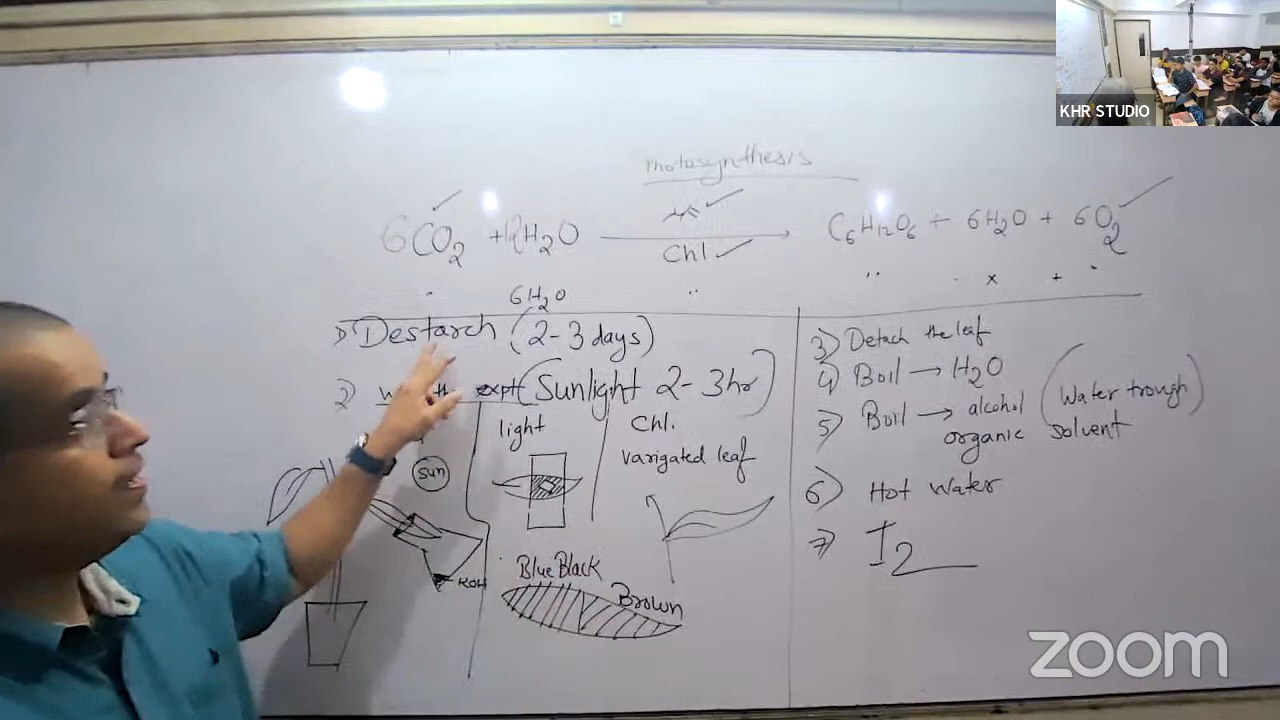 KHR STUDIO
Photosynthesis
6CO2 + 12H2O
Chl
C6H12O6 + 6H2O + 6O2
6H2O
1) Destarch (2-3 days)
2) expt (Sunlight 2-3hr)
light
Chl.
varigated leaf
sun
KOH
Blue Black
Brown
3) Detach the leaf
4) Boil → H2O
5) Boil → alcohol (Water trough)
organic solvent
6) Hot Water
7) I2
zoom